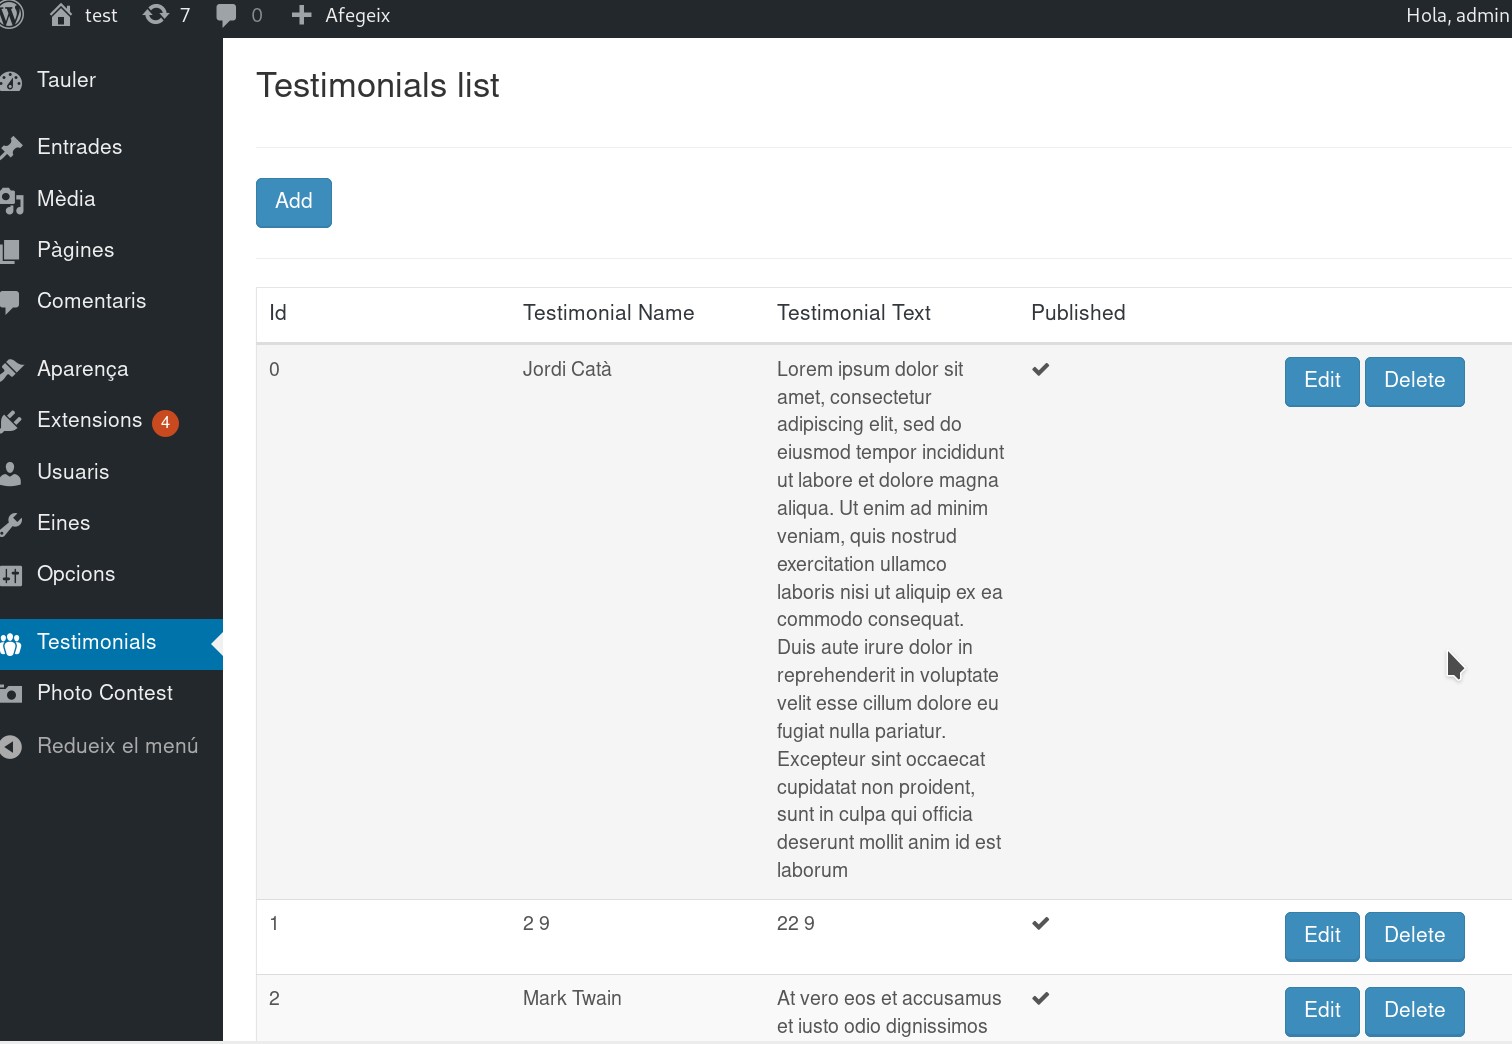 test 7 0 Afegeix Hola, admin
Tauler
Entrades
Mèdia
Pàgines
Comentaris
Aparença
Extensions 4
Usuaris
Eines
Opcions
Testimonials
Photo Contest
Redueix el menú
Testimonials list
Add
Id Testimonial Name Testimonial Text Published
0 Jordi Catà Lorem ipsum dolor sit Edit Delete
amet, consectetur
adipiscing elit, sed do
eiusmod tempor incididunt
ut labore et dolore magna
aliqua. Ut enim ad minim
veniam, quis nostrud
exercitation ullamco
laboris nisi ut aliquip ex ea
commodo consequat.
Duis aute irure dolor in
reprehenderit in voluptate
velit esse cillum dolore eu
fugiat nulla pariatur.
Excepteur sint occaecat
cupidatat non proident,
sunt in culpa qui officia
deserunt mollit anim id est
laborum
1 2 9 22 9 Edit Delete
2 Mark Twain At vero eos et accusamus Edit Delete
et iusto odio dignissimos